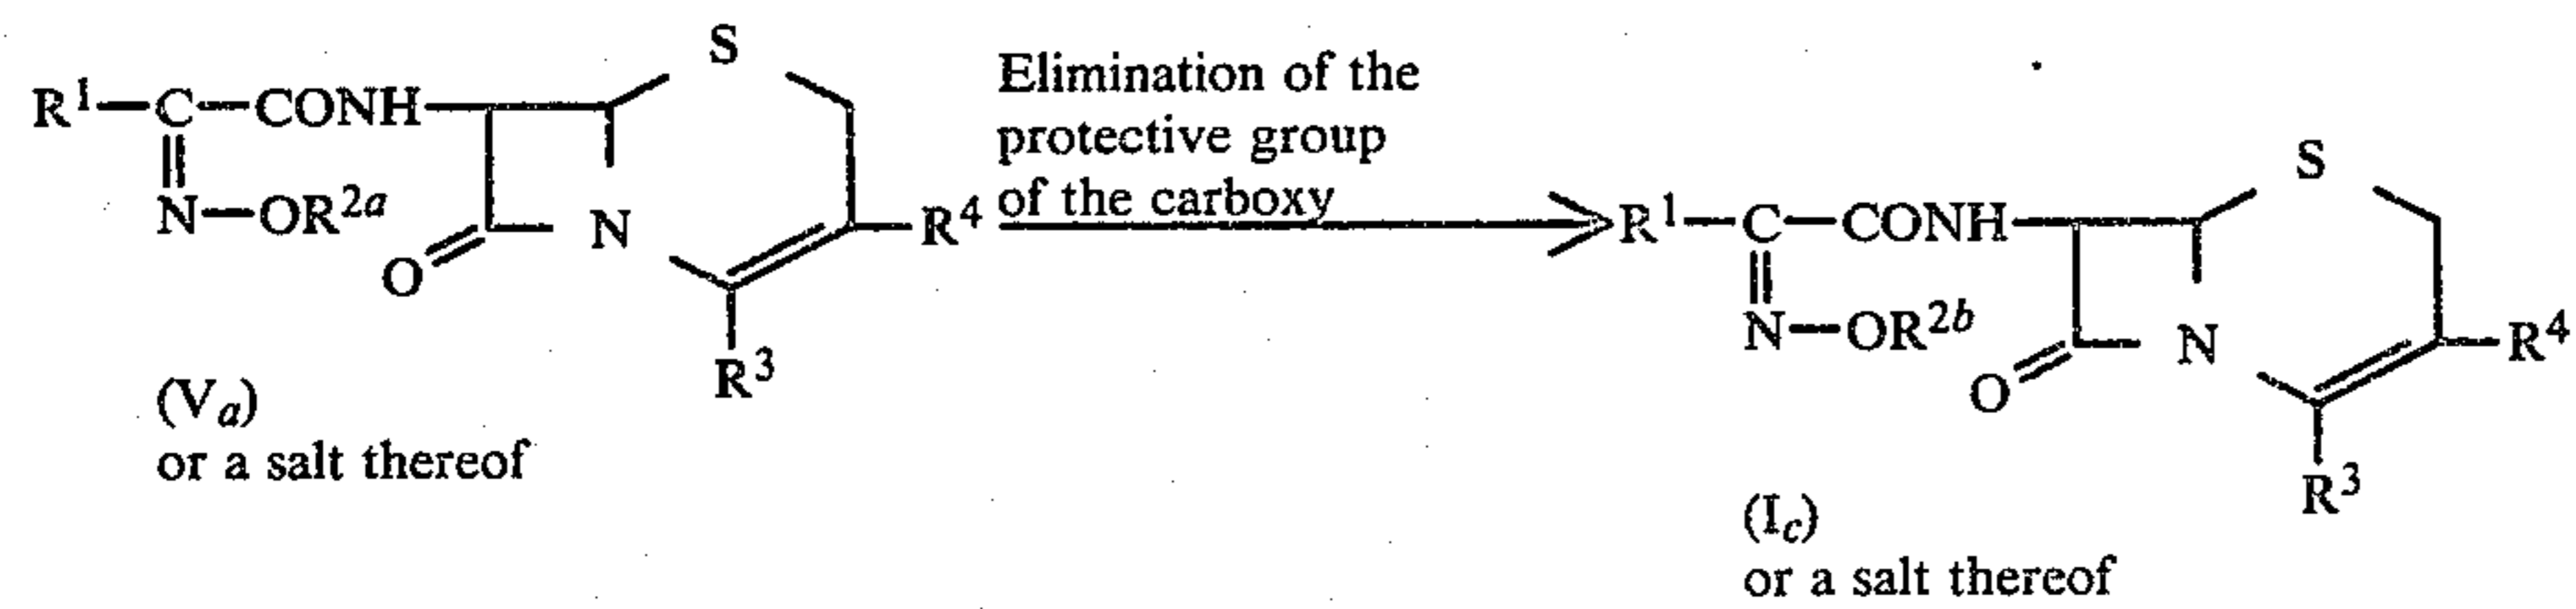 S
R1—C—CONH
N—OR2a
N
O
R4
R3
(Va)
or a salt thereof
Elimination of the
protective group
of the carboxy
S
R1—C—CONH
N—OR2b
N
O
R4
R3
(Ic)
or a salt thereof